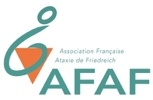 Association Française
Ataxie de Friedreich
AFAF